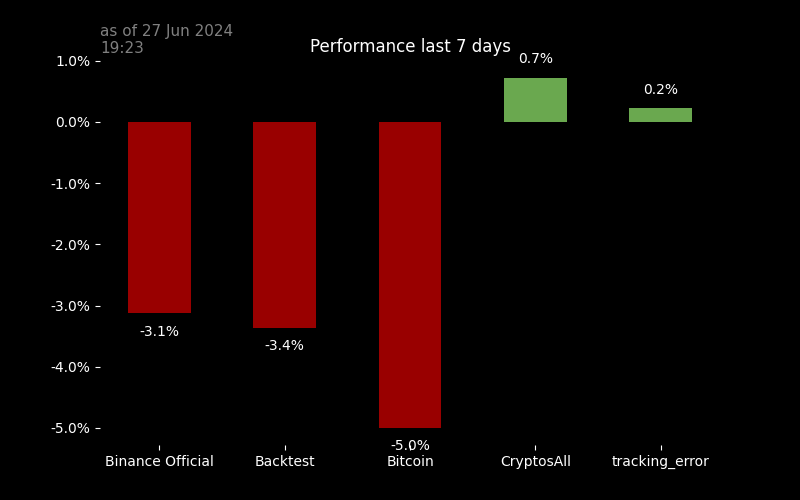 as of 27 Jun 2024
19:23
Performance last 7 days
1.0%
0.0%
-1.0%
-2.0%
-3.0%
-4.0%
-5.0%
0.7%
0.2%
-3.1%
-3.4%
-5.0%
Binance Official
Backtest
Bitcoin
CryptosAll
tracking_error